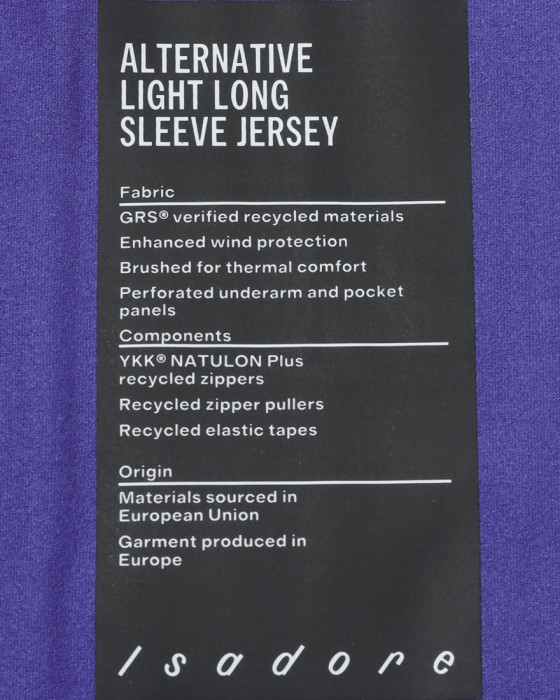 ALTERNATIVE
LIGHT LONG
SLEEVE JERSEY
Fabric
GRS® verified recycled materials
Enhanced wind protection
Brushed for thermal comfort
Perforated underarm and pocket
panels
Components
YKK® NATULON Plus
recycled zippers
Recycled zipper pullers
Recycled elastic tapes
Origin
Materials sourced in
European Union
Garment produced in
Europe
Isadore